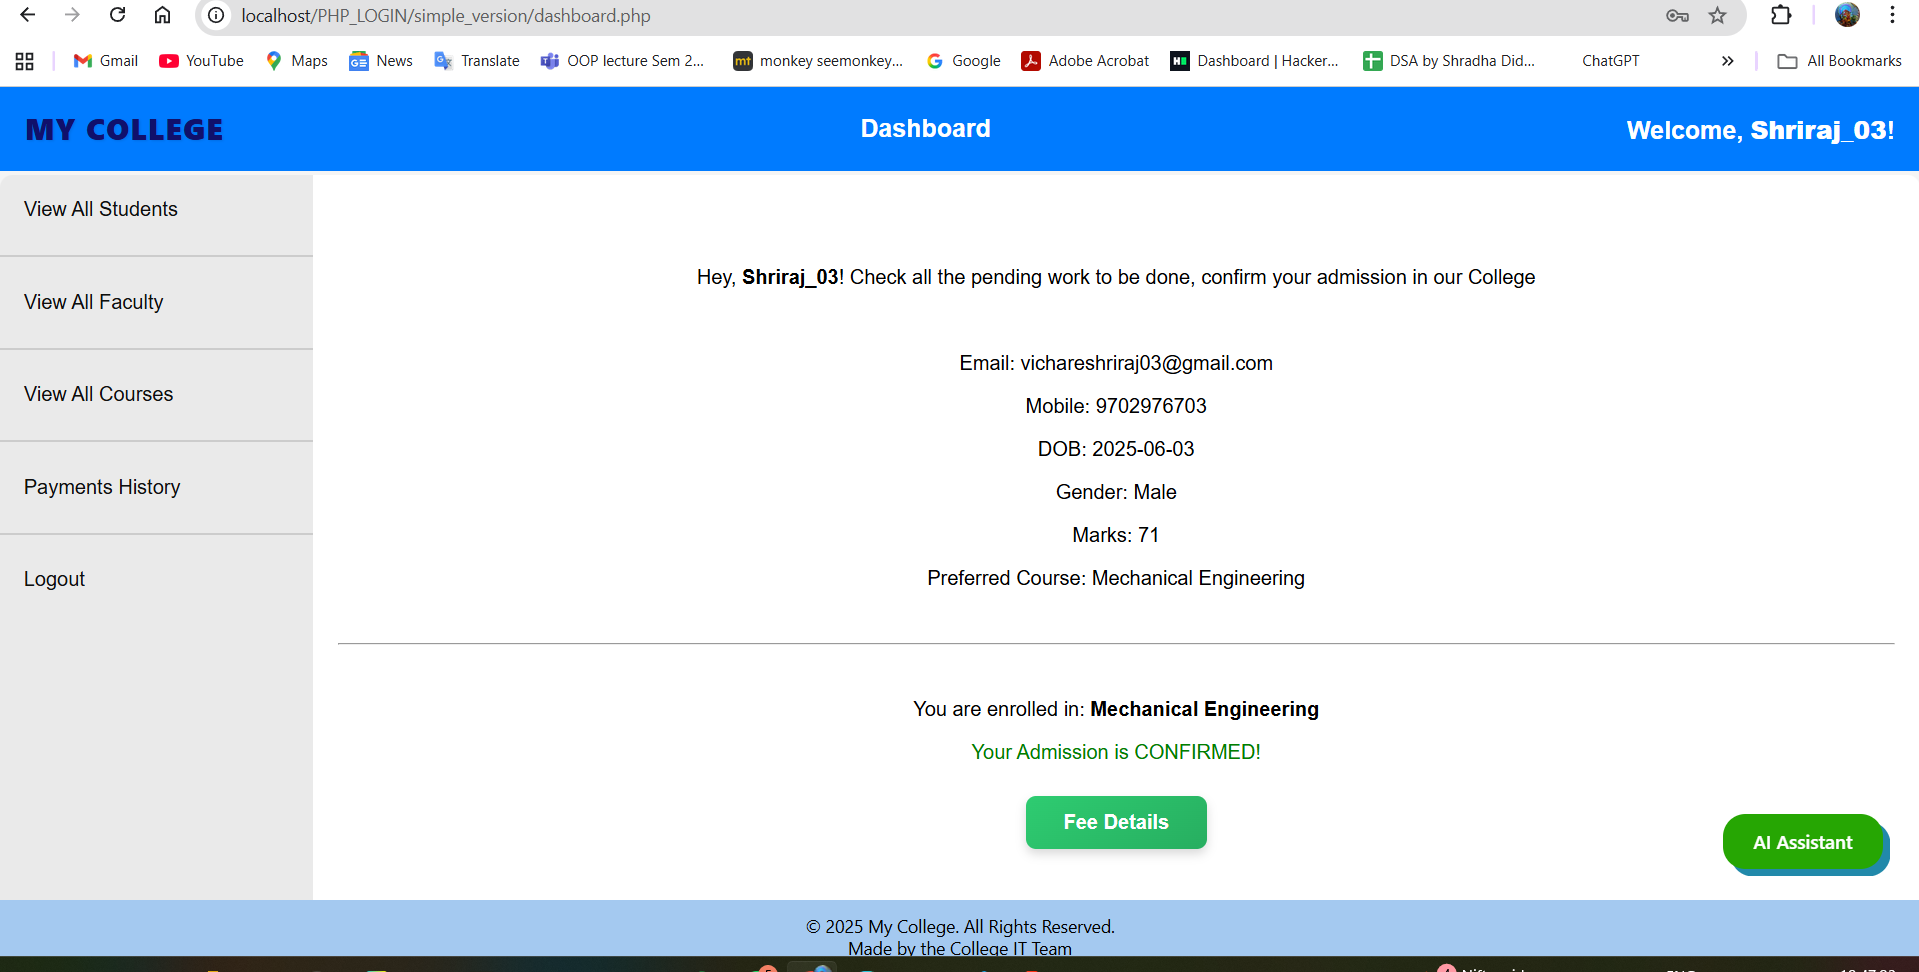 localhost/PHP_LOGIN/simple_version/dashboard.php
Gmail YouTube Maps News Translate OOP lecture Sem 2... monkey seemonkey... Google Adobe Acrobat Dashboard | Hacker... DSA by Shradha Did... ChatGPT » All Bookmarks
MY COLLEGE Dashboard Welcome, Shriraj_03!
View All Students
View All Faculty
View All Courses
Payments History
Logout
Hey, Shriraj_03! Check all the pending work to be done, confirm your admission in our College
Email: vichareshriraj03@gmail.com
Mobile: 9702976703
DOB: 2025-06-03
Gender: Male
Marks: 71
Preferred Course: Mechanical Engineering
You are enrolled in: Mechanical Engineering
Your Admission is CONFIRMED!
Fee Details
AI Assistant
© 2025 My College. All Rights Reserved.
Made by the College IT Team